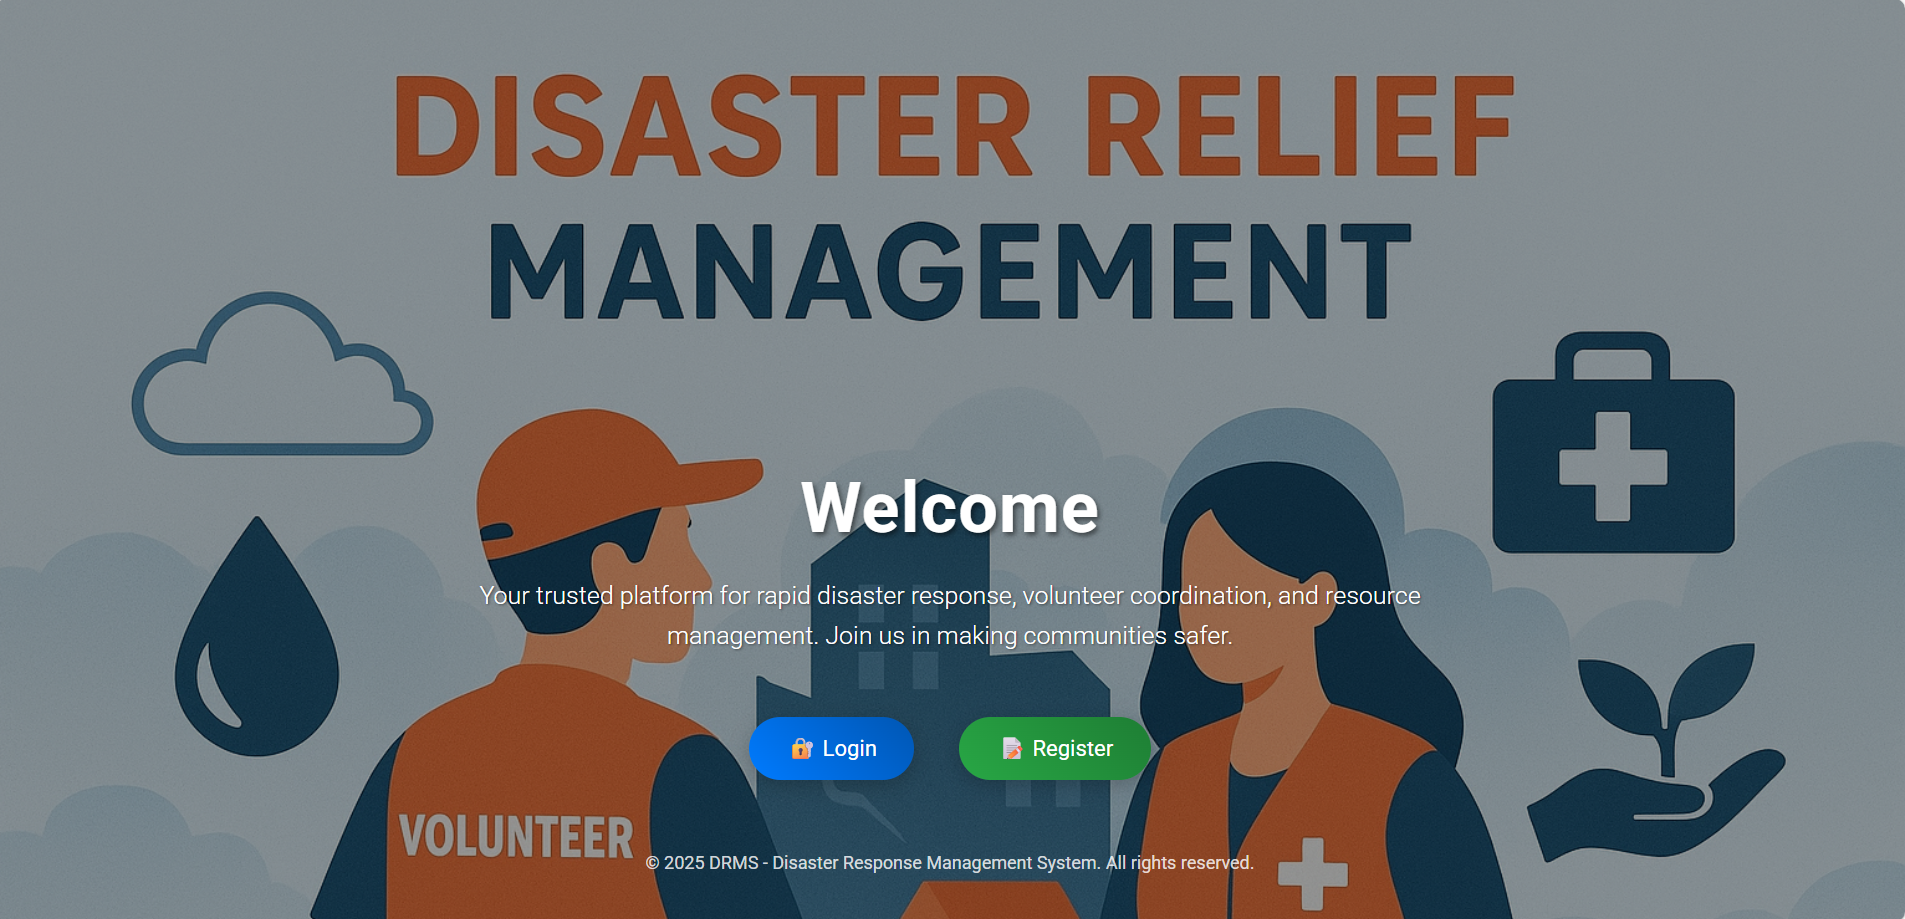 DISASTER RELIEF
MANAGEMENT
Welcome
Your trusted platform for rapid disaster response, volunteer coordination, and resource
management. Join us in making communities safer.
Login
Register
VOLUNTEER
© 2025 DRMS - Disaster Response Management System. All rights reserved.